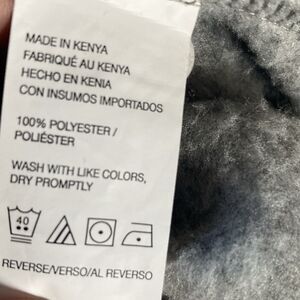 MADE IN KENYA
FABRIQUÉ AU KENYA
HECHO EN KENIA
CON INSUMOS IMPORTADOS
100% POLYESTER /
POLIÉSTER
WASH WITH LIKE COLORS,
DRY PROMPTLY
40
REVERSE/VERSO/AL REVERSO